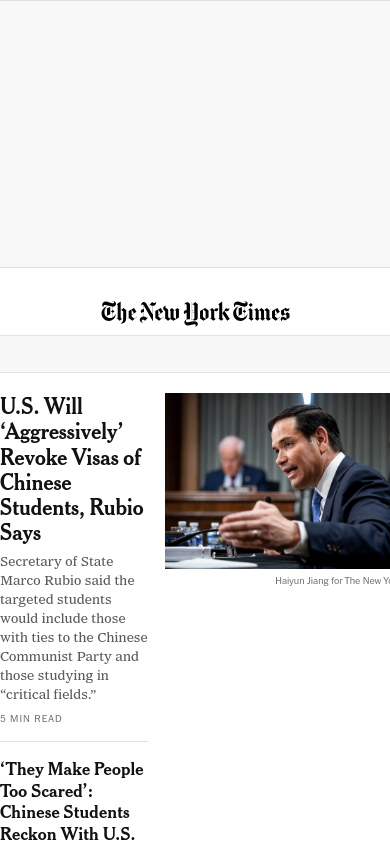 The New York Times
U.S. Will
‘Aggressively’
Revoke Visas of
Chinese
Students, Rubio
Says
Secretary of State
Marco Rubio said the
targeted students
would include those
with ties to the Chinese
Communist Party and
those studying in
“critical fields.”
5 MIN READ
Haiyun Jiang for The New Yo
‘They Make People
Too Scared’:
Chinese Students
Reckon With U.S.